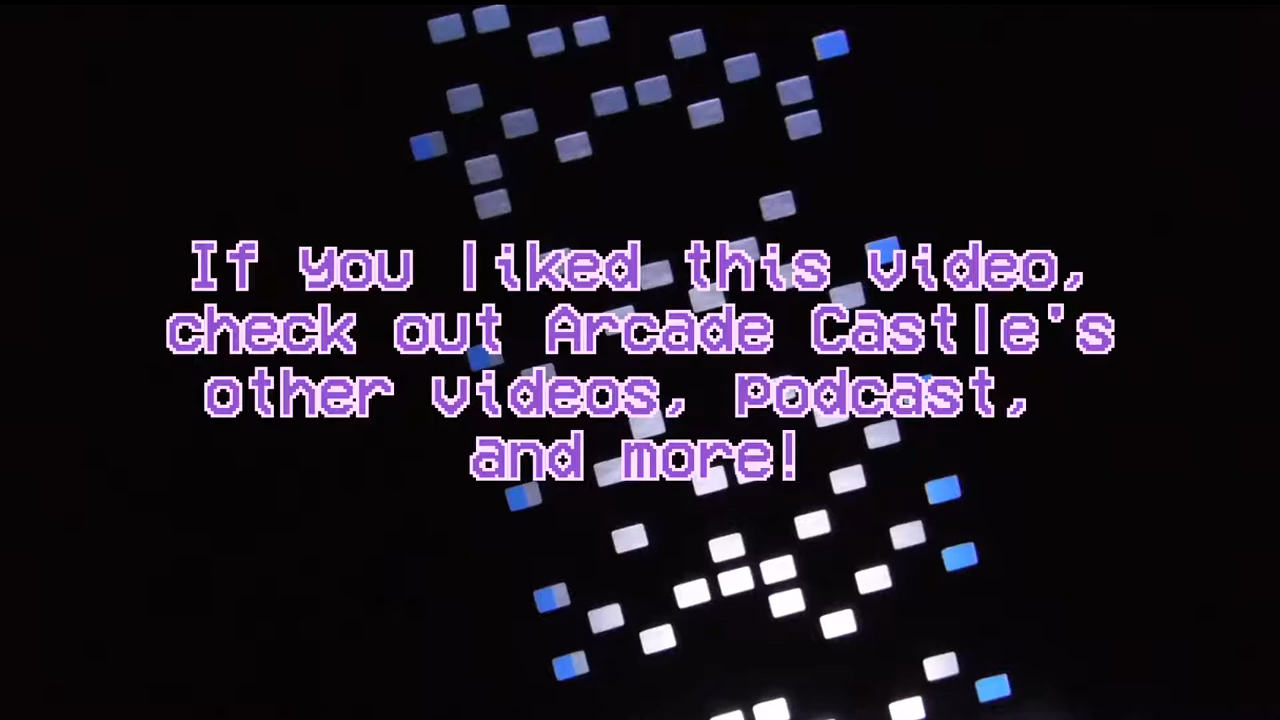 If you liked this video,
check out Arcade Castle's
other videos, podcast,
and more!